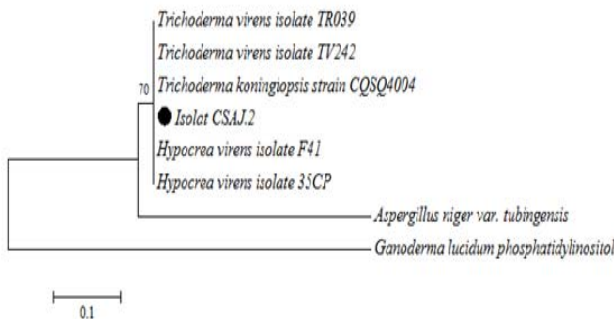 Trichoderma virens isolate TR039
Trichoderma virens isolate TV242
Trichoderma koningiopsis strain CQSQ4004
70
Isolat CSAJ.2
Hypocrea virens isolate F41
Hypocrea virens isolate 35CP
Aspergillus niger var. tubingensis
Ganoderma lucidum phosphatidylinositol
0.1